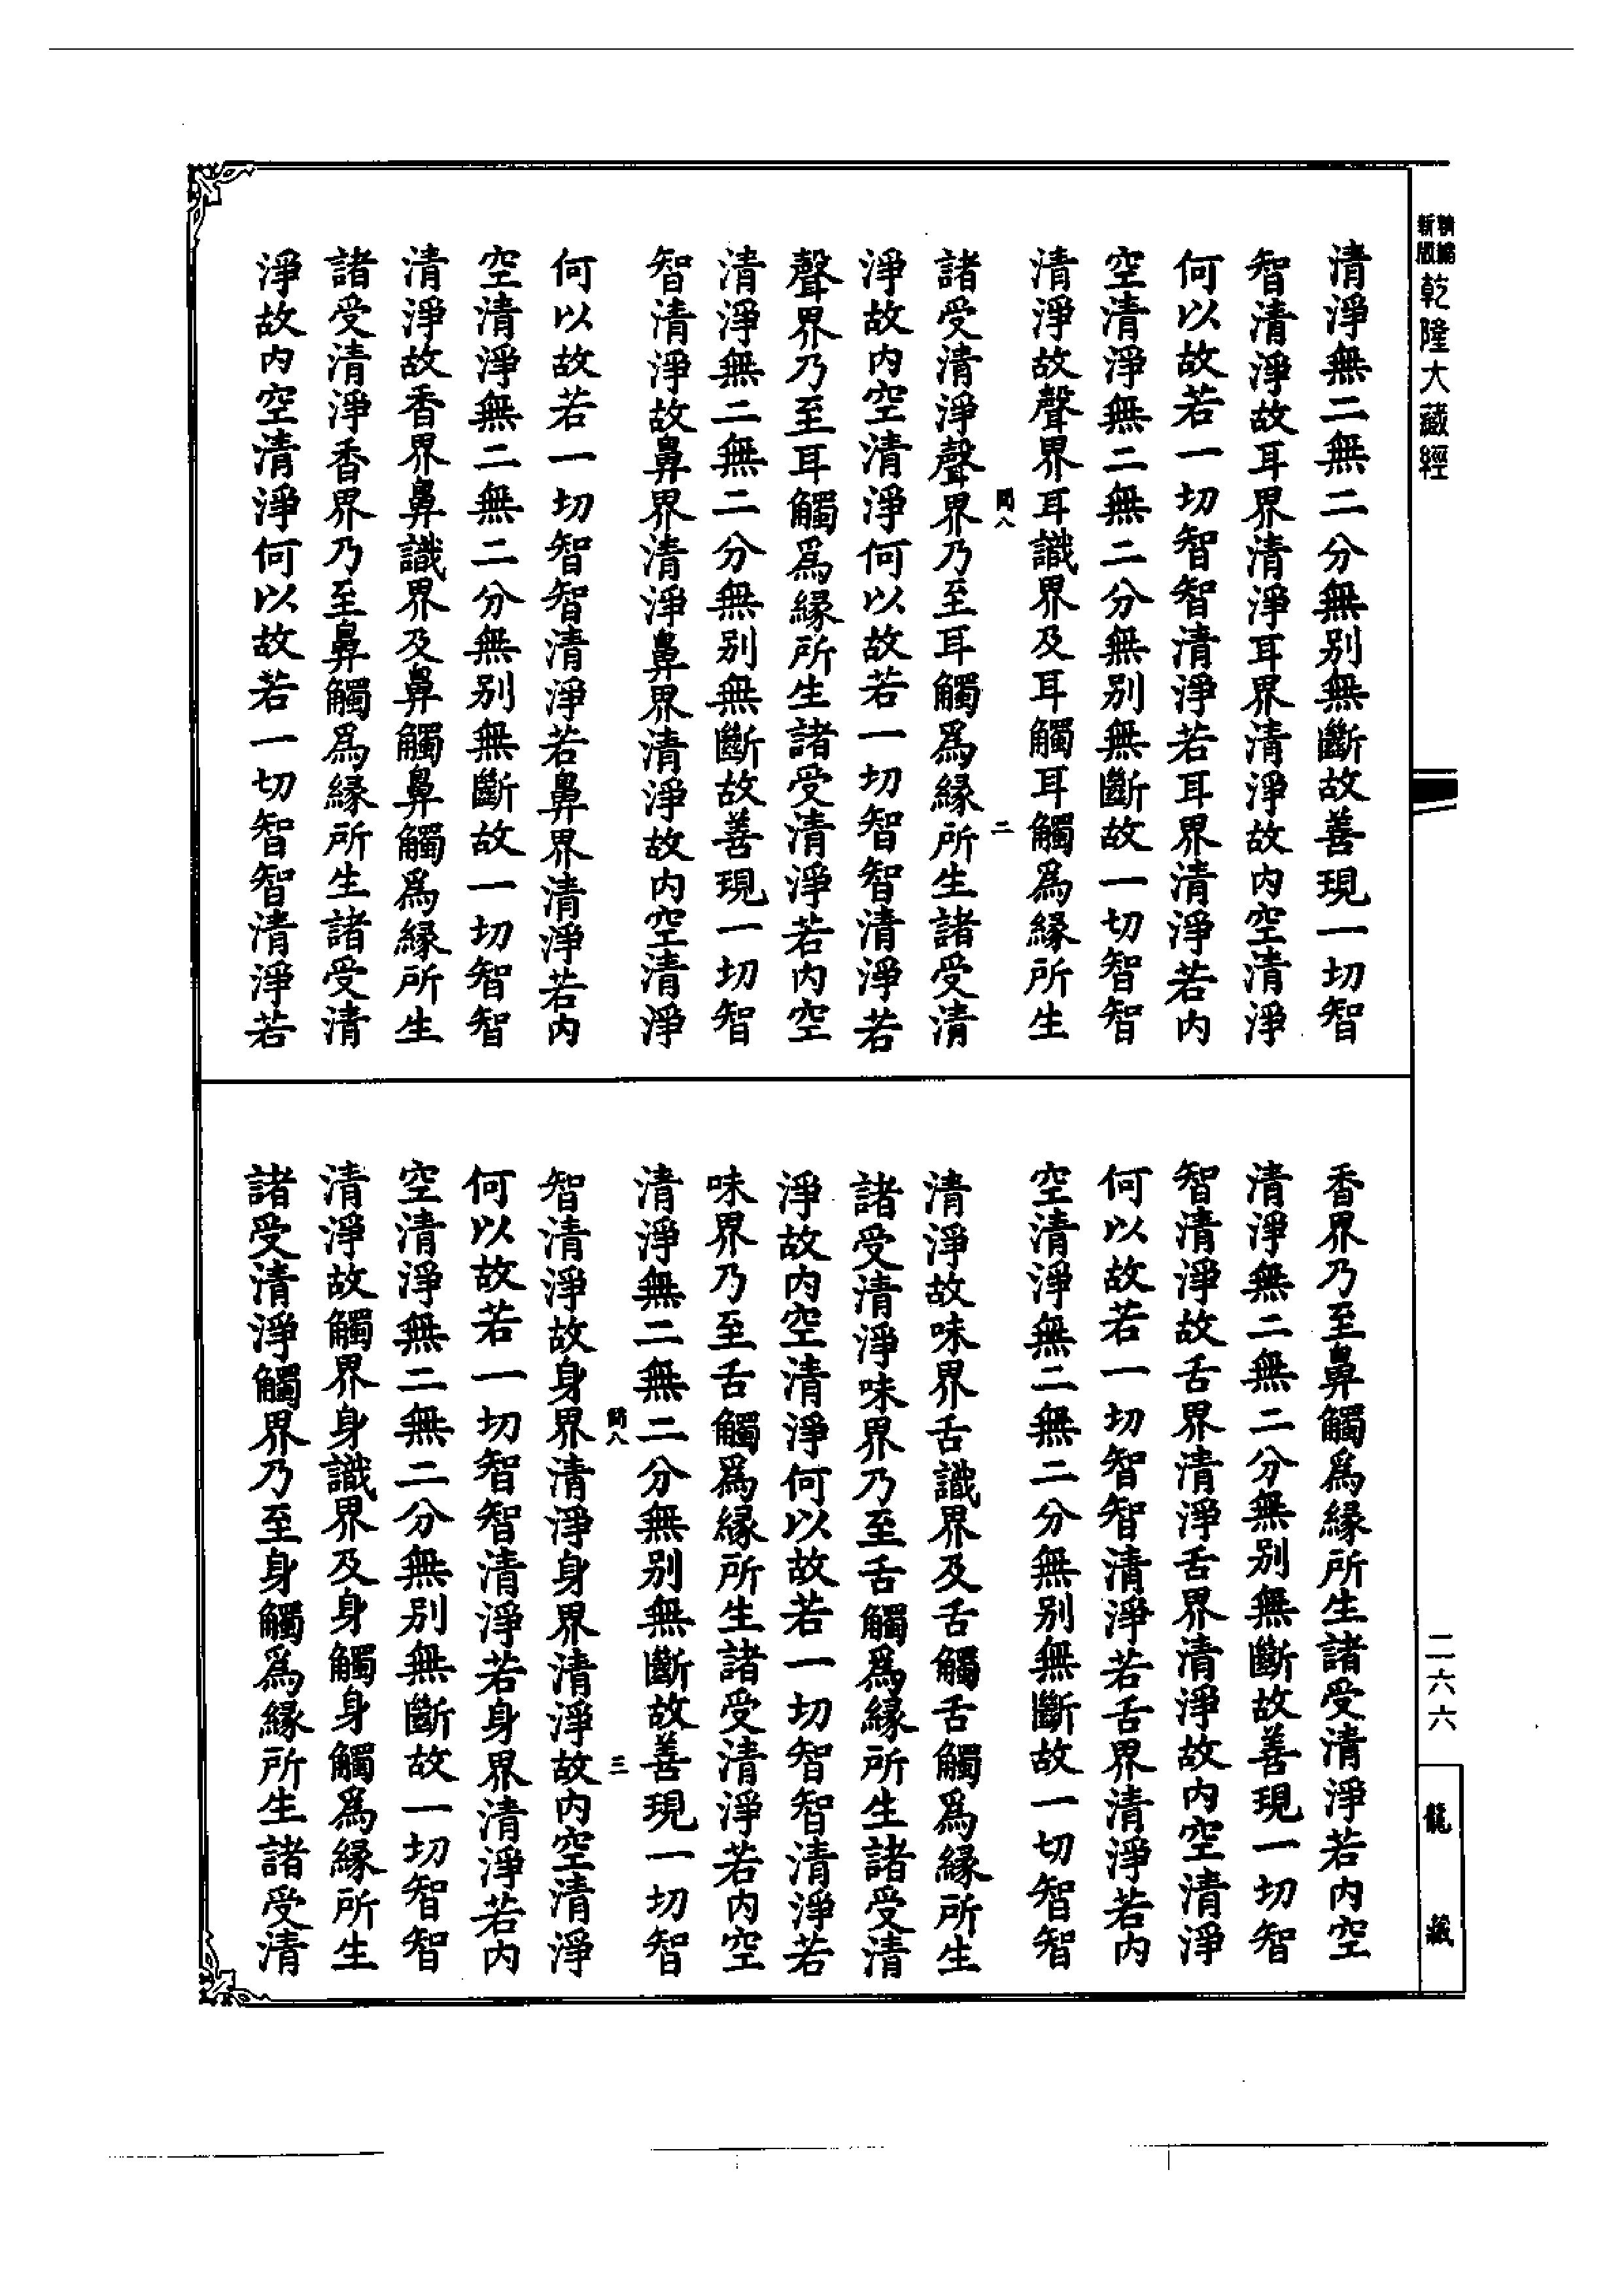 新版
精縮
乾隆大藏經
清淨無二無二分無別無斷故善現一切智
智清淨故耳界清淨耳界清淨故內空清淨
何以故若一切智智清淨若耳界清淨若內
空清淨無二無二分無別無斷故一切智智
清淨故聲界耳識界及耳觸耳觸爲緣所生
二
諸受清淨聲界乃至耳觸爲緣所生諸受清
淨故內空清淨何以故若一切智智清淨若
聲界乃至耳觸爲緣所生諸受清淨若內空
清淨無二無二分無別無斷故善現一切智
智清淨故鼻界清淨鼻界清淨故內空清淨
何以故若一切智智清淨若鼻界清淨若內
空清淨無二無二分無別無斷故一切智智
清淨故香界鼻識界及鼻觸鼻觸爲緣所生
諸受清淨香界乃至鼻觸爲緣所生諸受清
淨故內空清淨何以故若一切智智清淨若
香界乃至鼻觸爲緣所生諸受清淨若內空
清淨無二無二分無別無斷故善現一切智
智清淨故舌界清淨舌界清淨故內空清淨
何以故若一切智智清淨若舌界清淨若內
空清淨無二無二分無別無斷故一切智智
清淨故味界舌識界及舌觸舌觸爲緣所生
諸受清淨味界乃至舌觸爲緣所生諸受清
淨故內空清淨何以故若一切智智清淨若
味界乃至舌觸爲緣所生諸受清淨若內空
清淨無二無二分無別無斷故善現一切智
三
智清淨故身界清淨身界清淨故內空清淨
何以故若一切智智清淨若身界清淨若內
空清淨無二無二分無別無斷故一切智智
清淨故觸界身識界及身觸身觸爲緣所生
諸受清淨觸界乃至身觸爲緣所生諸受清
二六六
龍藏